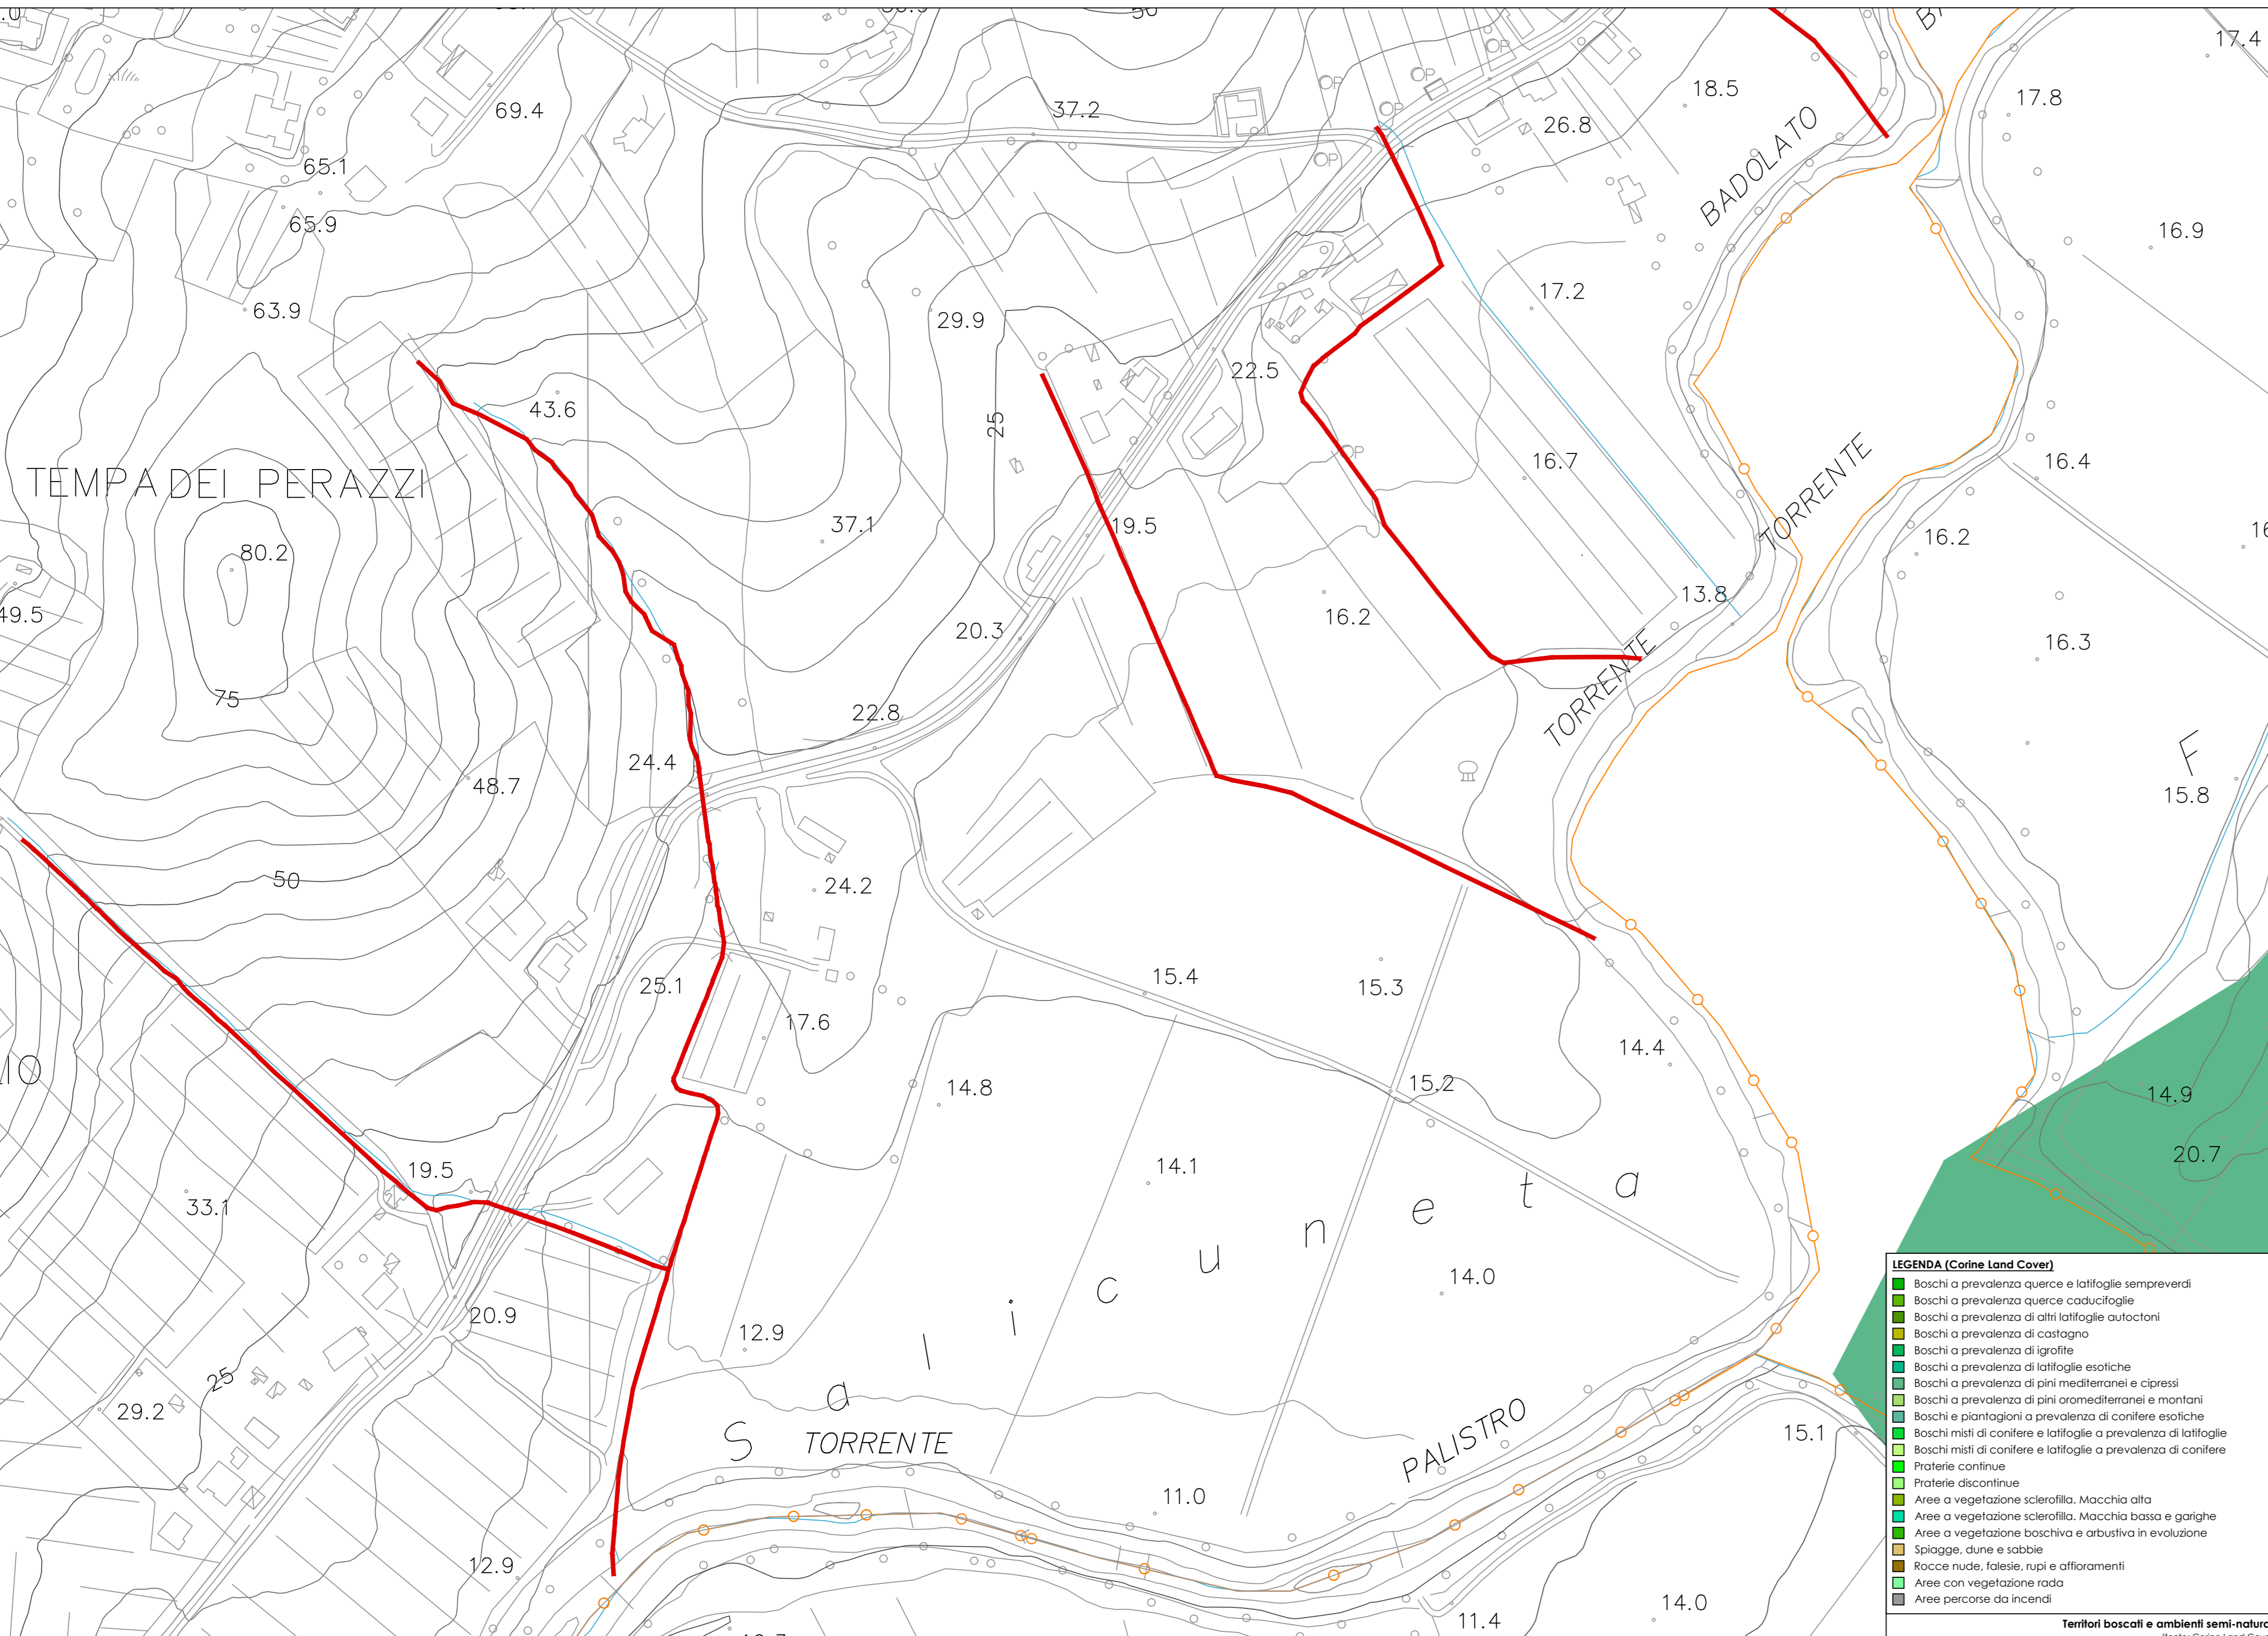 50
17.4
69.4
37.2
18.5
17.8
26.8
65.1
BADOLATO
65.9
16.9
63.9
29.9
17.2
22.5
43.6
25
TORRENTE
TEMPA DEI PERAZZI
16.7
16.4
80.2
37.1
19.5
16.2
49.5
13.8
20.3
16.2
16.3
TORRENTE
75
22.8
24.4
F
48.7
15.8
50
24.2
25.1
15.4
15.3
17.6
14.4
14.8
15.2
14.9
19.5
14.1
20.7
33.1
Salicuneta
14.0
20.9
12.9
25
29.2
TORRENTE
PALISTRO
15.1
11.0
12.9
11.4
14.0
OP
OP
OP
OP
OP
OP
LEGENDA (Corine Land Cover)
Boschi a prevalenza querce e latifoglie sempreverdi
Boschi a prevalenza querce caducifoglie
Boschi a prevalenza di altri latifoglie autoctoni
Boschi a prevalenza di castagno
Boschi a prevalenza di igrofite
Boschi a prevalenza di latifoglie esotiche
Boschi a prevalenza di pini mediterranei e cipressi
Boschi a prevalenza di pini oromediterranei e montani
Boschi e piantagioni a prevalenza di conifere esotiche
Boschi misti di conifere e latifoglie a prevalenza di latifoglie
Boschi misti di conifere e latifoglie a prevalenza di conifere
Praterie continue
Praterie discontinue
Aree a vegetazione sclerofilla. Macchia alta
Aree a vegetazione sclerofilla. Macchia bassa e garighe
Aree a vegetazione boschiva e arbustiva in evoluzione
Spiagge, dune e sabbie
Rocce nude, falesie, rupi e affioramenti
Aree con vegetazione rada
Aree percorse da incendi
Territori boscati e ambienti semi-natura